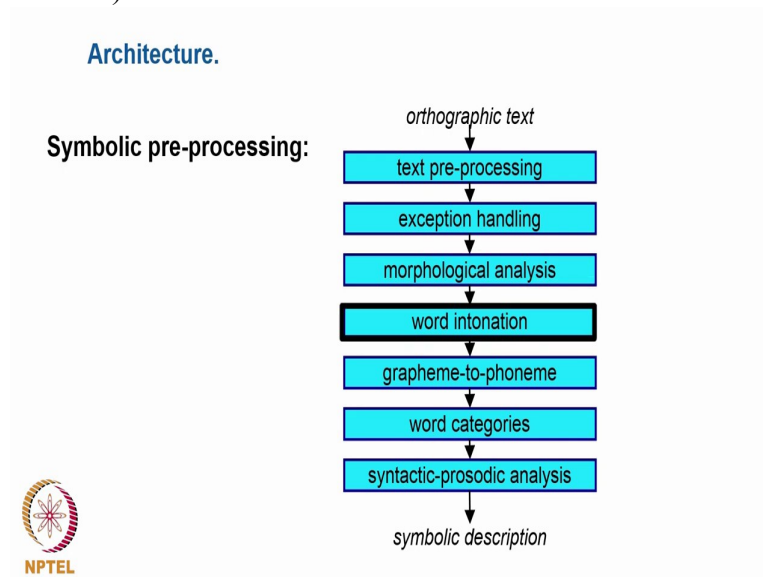 Architecture.
Symbolic pre-processing:
orthographic text
text pre-processing
exception handling
morphological analysis
word intonation
grapheme-to-phoneme
word categories
syntactic-prosodic analysis
symbolic description
NPTEL